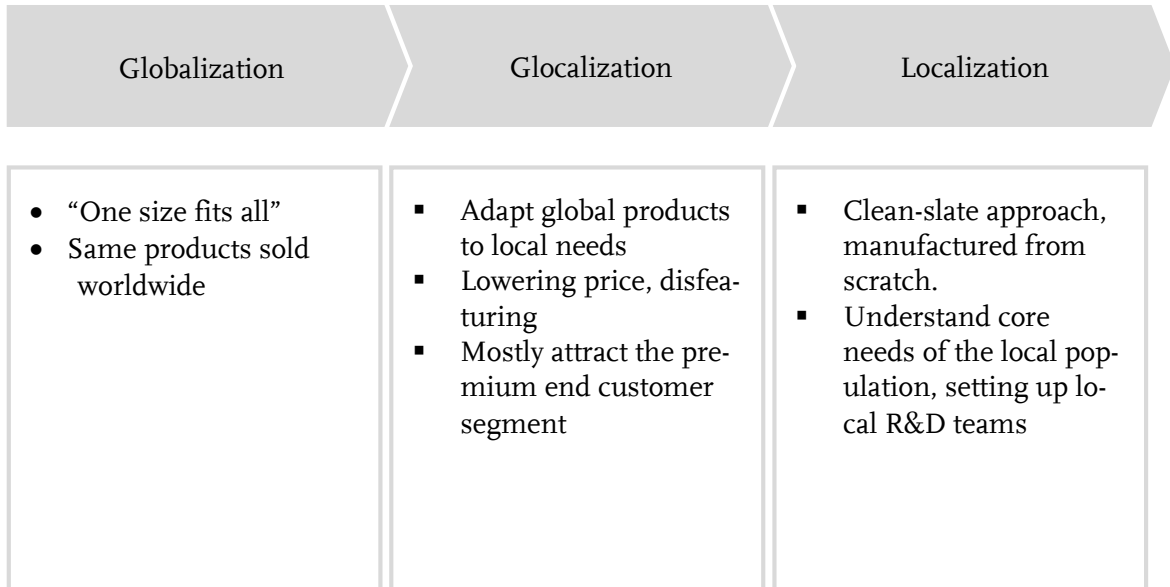 Globalization
Glocalization
Localization
• “One size fits all”
• Same products sold
worldwide
▪ Adapt global products
to local needs
▪ Lowering price, disfea-
turing
▪ Mostly attract the pre-
mium end customer
segment
▪ Clean-slate approach,
manufactured from
scratch.
▪ Understand core
needs of the local pop-
ulation, setting up lo-
cal R&D teams